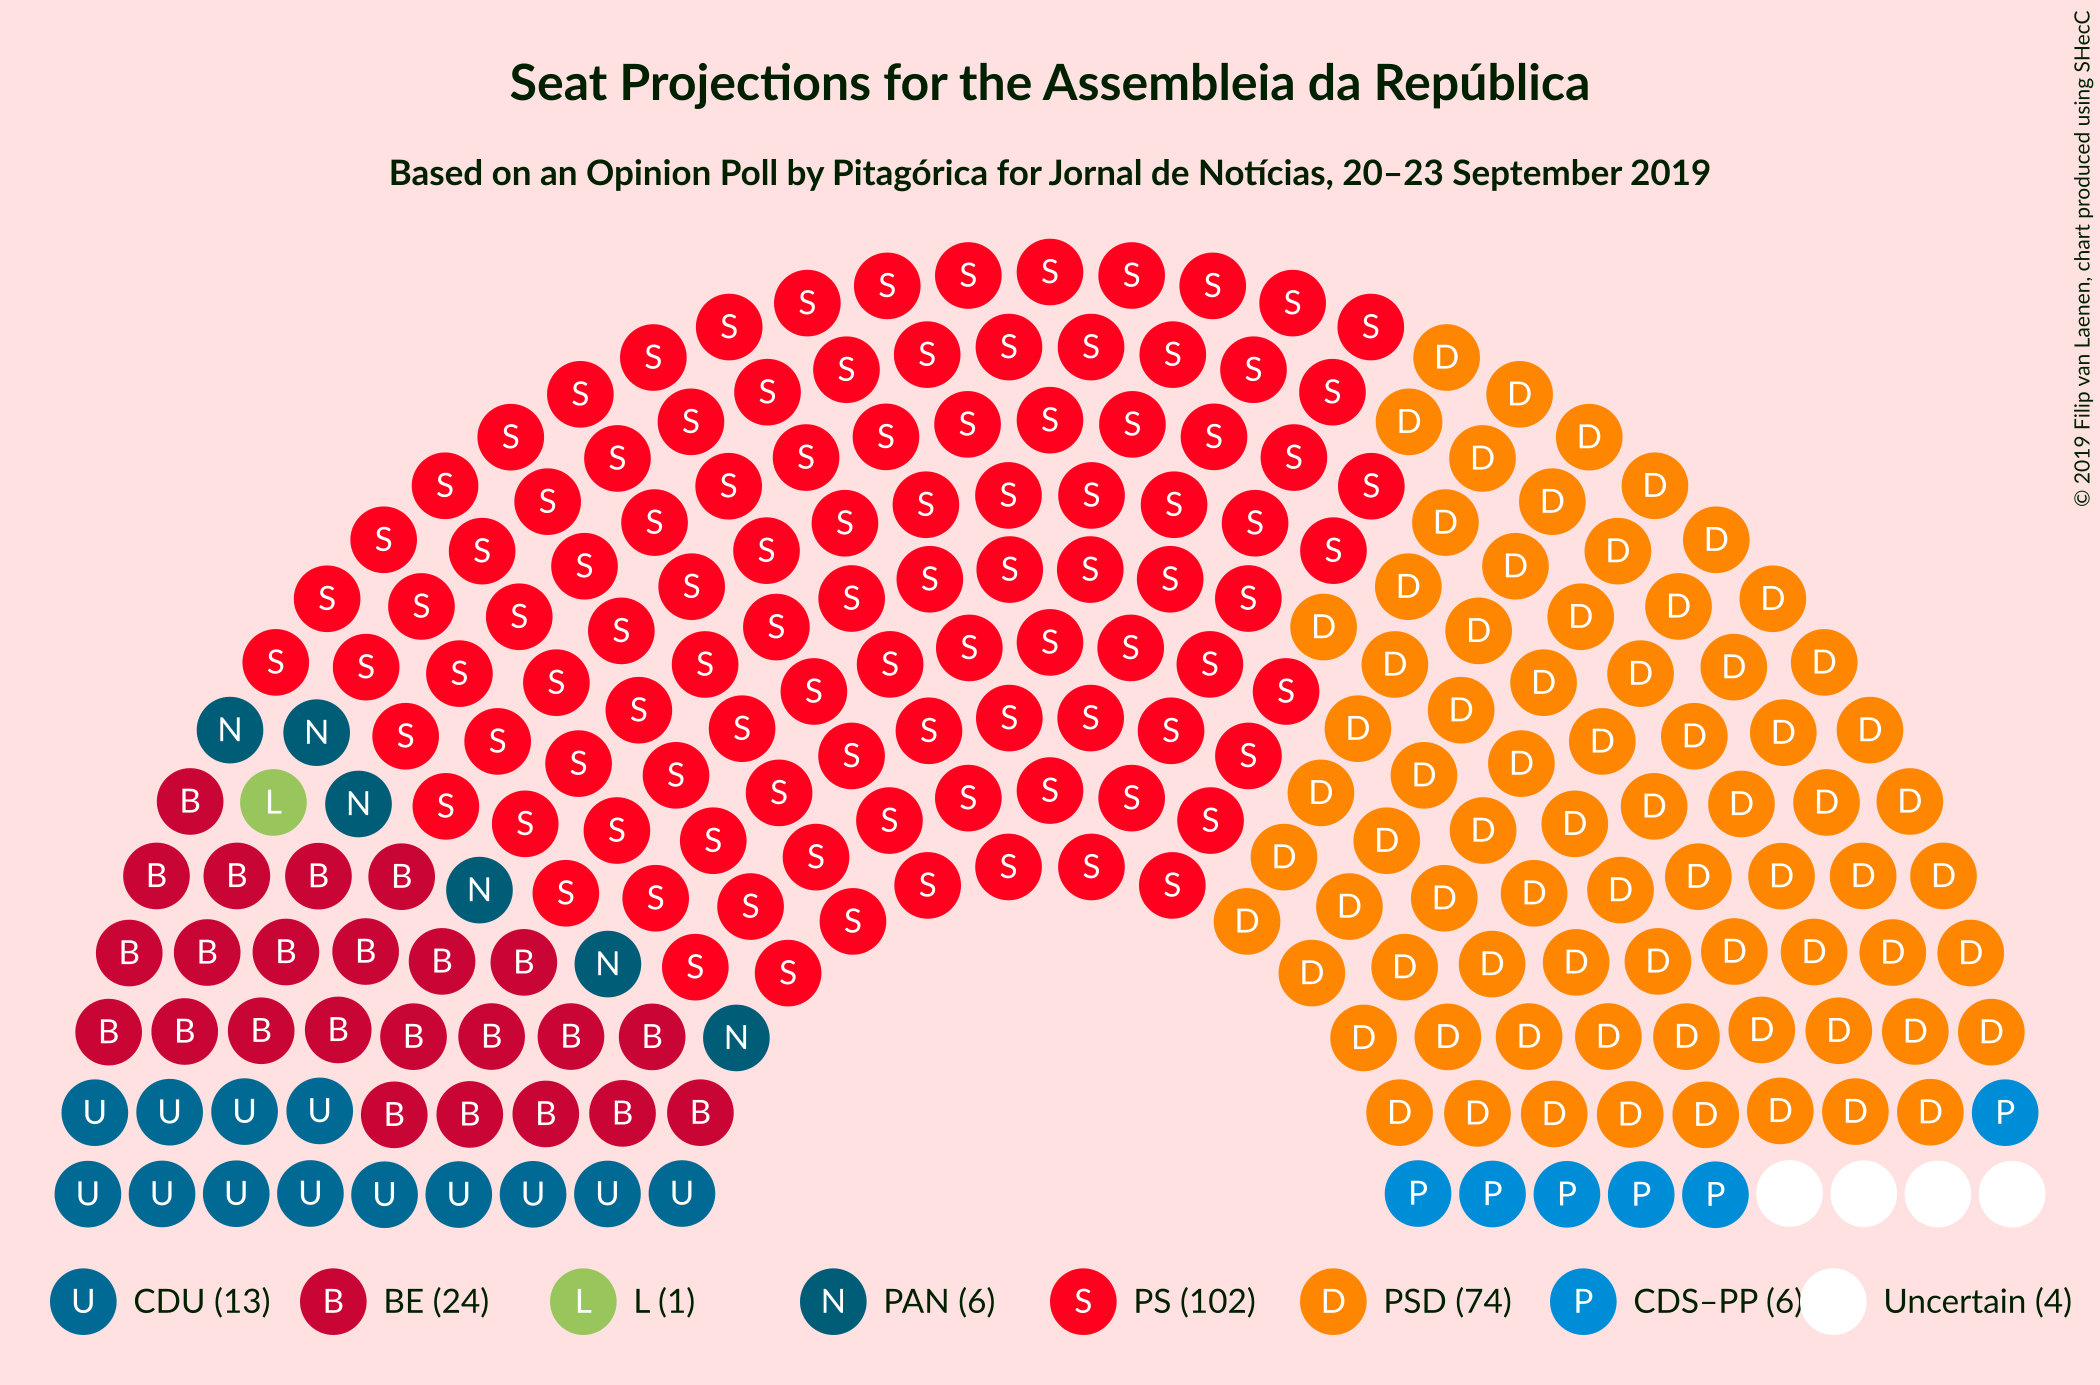 Seat Projections for the Assembleia da República
Based on an Opinion Poll by Pitagórica for Jornal de Notícias, 20–23 September 2019
© 2019 Filip van Laenen, chart produced using SHecC
S S S S S S S S S S S S S S S S S S D D D D D D D D D D D D D D D D D D D D D D D D D D D D D D D D D D D D D D D D D D D D D D D D D D D D D D D D
N N B L N B B B B N B B B B B B N B B B B B B B B N
U U U U B B B B B D D D D D D D D P
U U U U U U U U U P P P P P
U CDU (13) B BE (24) L L (1) N PAN (6) S PS (102) D PSD (74) P CDS–PP (6) Uncertain (4)